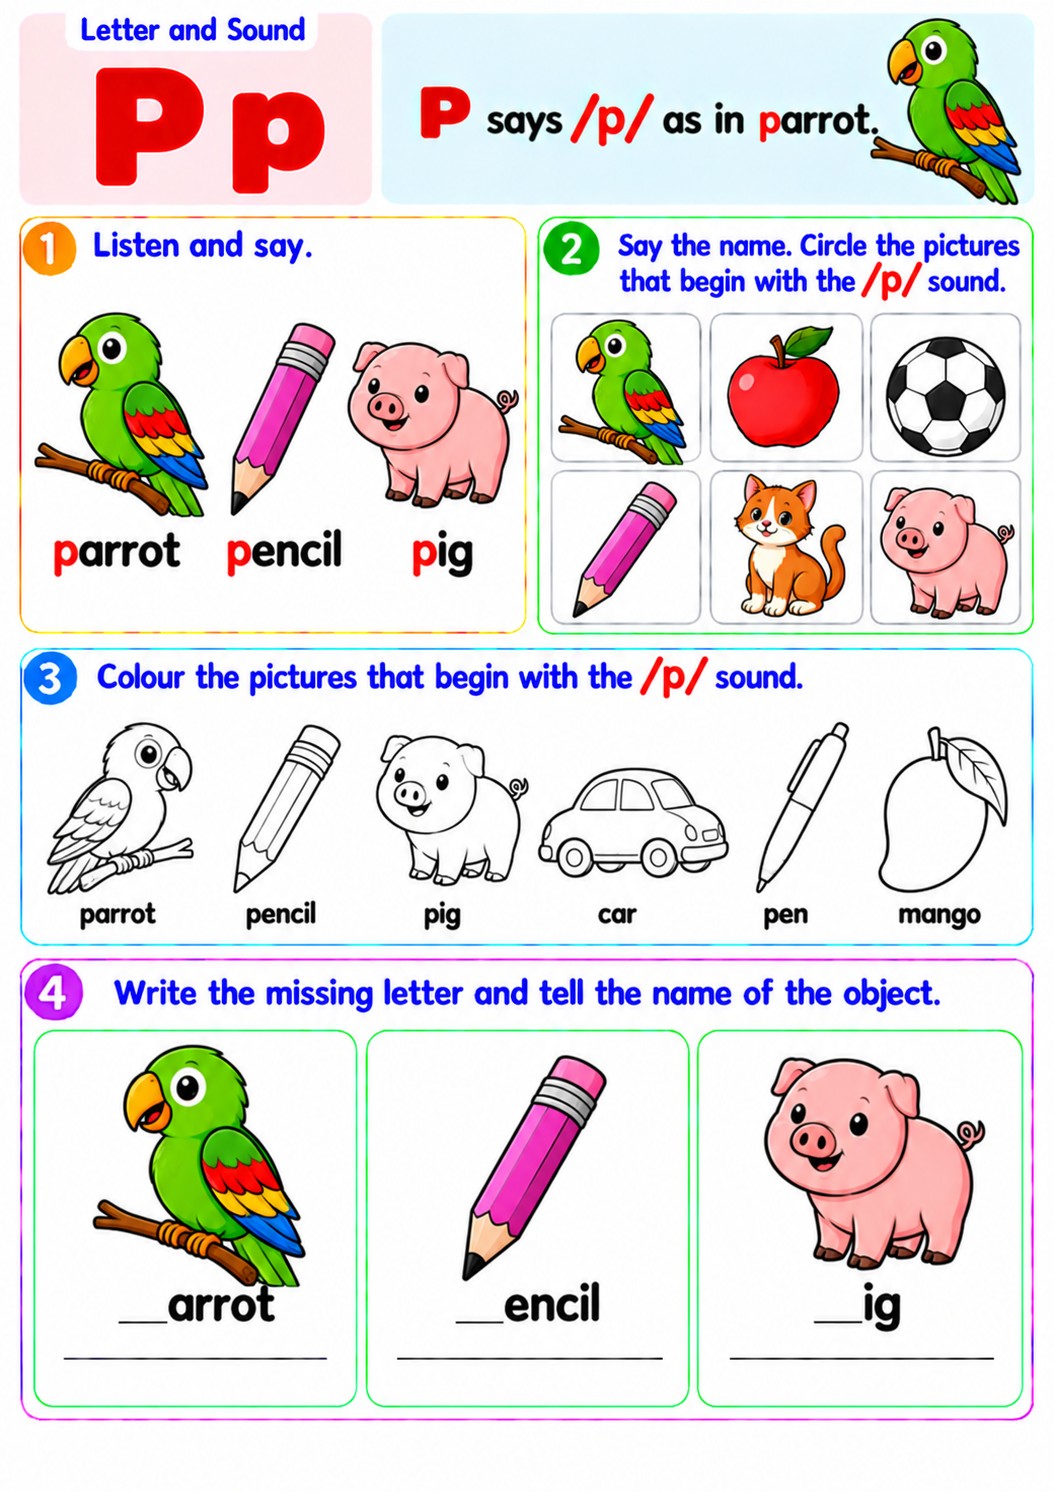 Letter and Sound
P p
P says /p/ as in parrot.
1 Listen and say.
parrot pencil pig
2 Say the name. Circle the pictures
that begin with the /p/ sound.
3 Colour the pictures that begin with the /p/ sound.
parrot pencil pig car pen mango
4 Write the missing letter and tell the name of the object.
__arrot __encil __ig